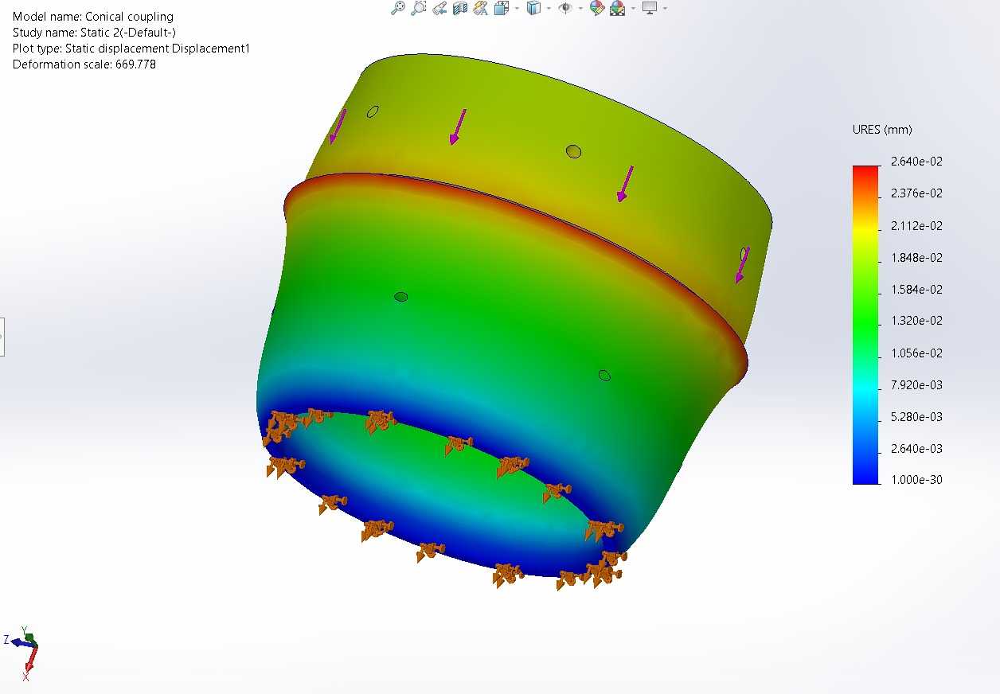 Model name: Conical coupling
Study name: Static 2(-Default-)
Plot type: Static displacement Displacement1
Deformation scale: 669.778
URES (mm)
2.640e-02
2.376e-02
2.112e-02
1.848e-02
1.584e-02
1.320e-02
1.056e-02
7.920e-03
5.280e-03
2.640e-03
1.000e-30
Y
Z
X